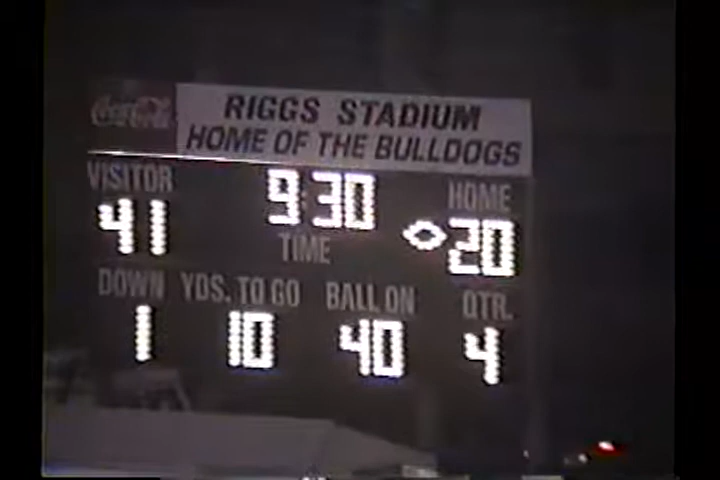 Coca-Cola
RIGGS STADIUM
HOME OF THE BULLDOGS
VISITOR 9:30 HOME
41 TIME 20
DOWN YDS. TO GO BALL ON QTR.
1 10 40 4